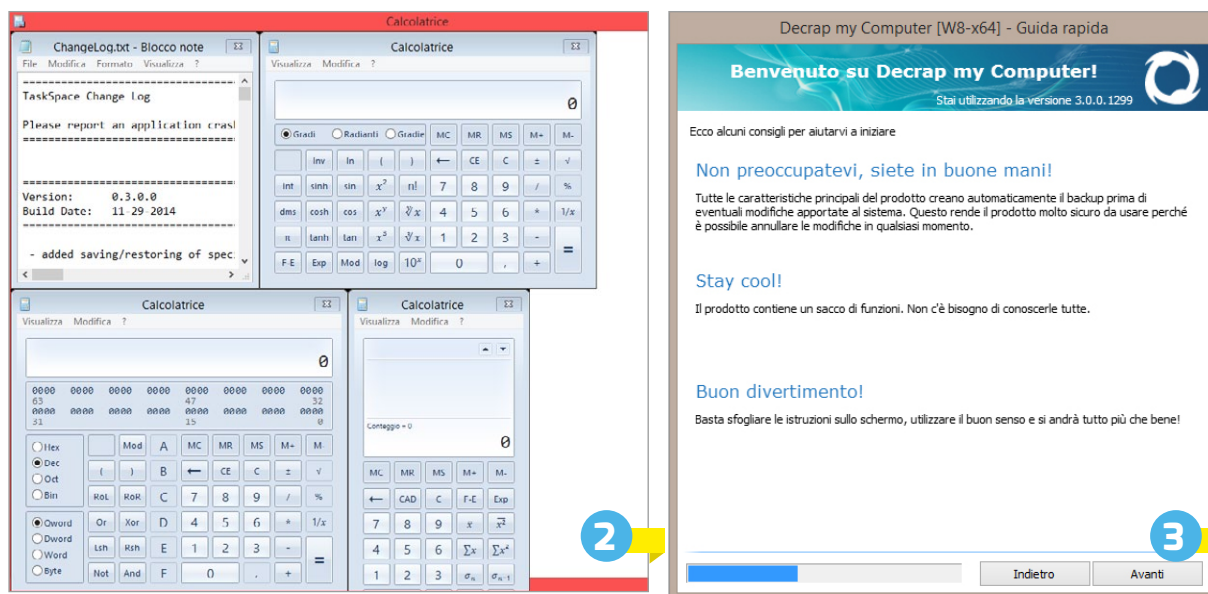 Calcolatrice
ChangeLog.txt - Blocco note
File Modifica Formato Visualizza ?
TaskSpace Change Log
Please report an application crash
Version: 0.3.0.0
Build Date: 11-29-2014
- added saving/restoring of spec
Calcolatrice
Visualizza Modifica ?
0
Gradi Radianti Gradie MC MR MS M+ M-
Inv ln ( ) ← CE C ± √
Int sinh sin x² n! 7 8 9 / %
dms cosh cos xʸ ʸ√x 4 5 6 * 1/x
π tanh tan x³ ³√x 1 2 3 - =
F-E Exp Mod log 10ˣ 0 , +
Calcolatrice
Visualizza Modifica ?
0
0000 0000 0000 0000 0000 0000 0000 0000
63 47 32
0000 0000 0000 0000 0000 0000 0000 0000
31 15 0
Hex Mod A MC MR MS M+ M-
Dec ( ) B ← CE C ± √
Oct
Bin RoL RoR C 7 8 9 / %
Qword Or Xor D 4 5 6 * 1/x
Dword Lsh Rsh E 1 2 3 - =
Word
Byte Not And F 0 , +
Calcolatrice
Visualizza Modifica ?
Conteggio = 0
0
MC MR MS M+ M-
← CAD C F-E Exp
7 8 9 x x²
4 5 6 Σx Σx²
1 2 3 σn σn-1
2
Decrap my Computer [W8-x64] - Guida rapida
Benvenuto su Decrap my Computer!
Stai utilizzando la versione 3.0.0.1299
Ecco alcuni consigli per aiutarvi a iniziare
Non preoccupatevi, siete in buone mani!
Tutte le caratteristiche principali del prodotto creano automaticamente il backup prima di
eventuali modifiche apportate al sistema. Questo rende il prodotto molto sicuro da usare perché
è possibile annullare le modifiche in qualsiasi momento.
Stay cool!
Il prodotto contiene un sacco di funzioni. Non c'è bisogno di conoscerle tutte.
Buon divertimento!
Basta sfogliare le istruzioni sullo schermo, utilizzare il buon senso e si andrà tutto più che bene!
3
Indietro Avanti